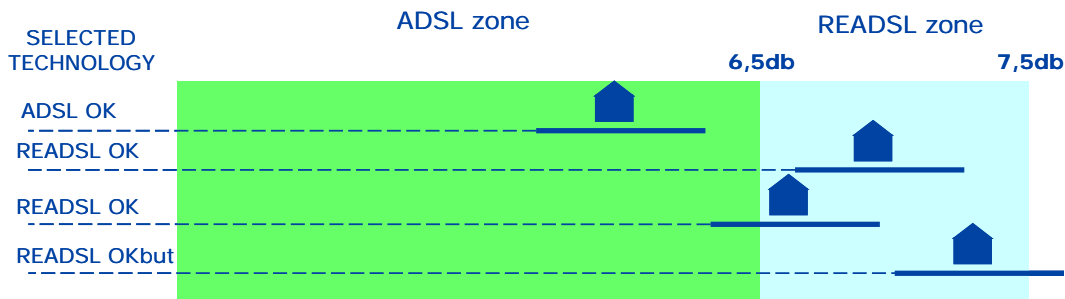 ADSL zone
READSL zone
SELECTED
TECHNOLOGY
6,5db
7,5db
ADSL OK
READSL OK
READSL OK
READSL OKbut